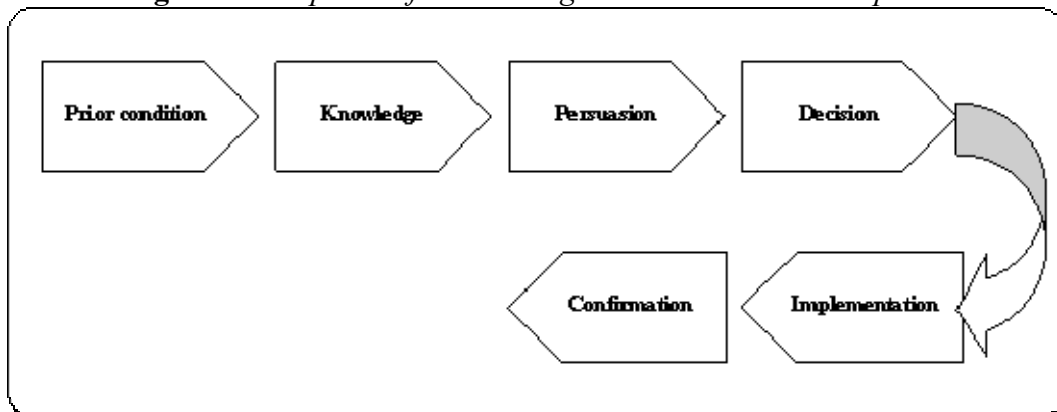 Prior condition
Knowledge
Persuasion
Decision
Confirmation
Implementation